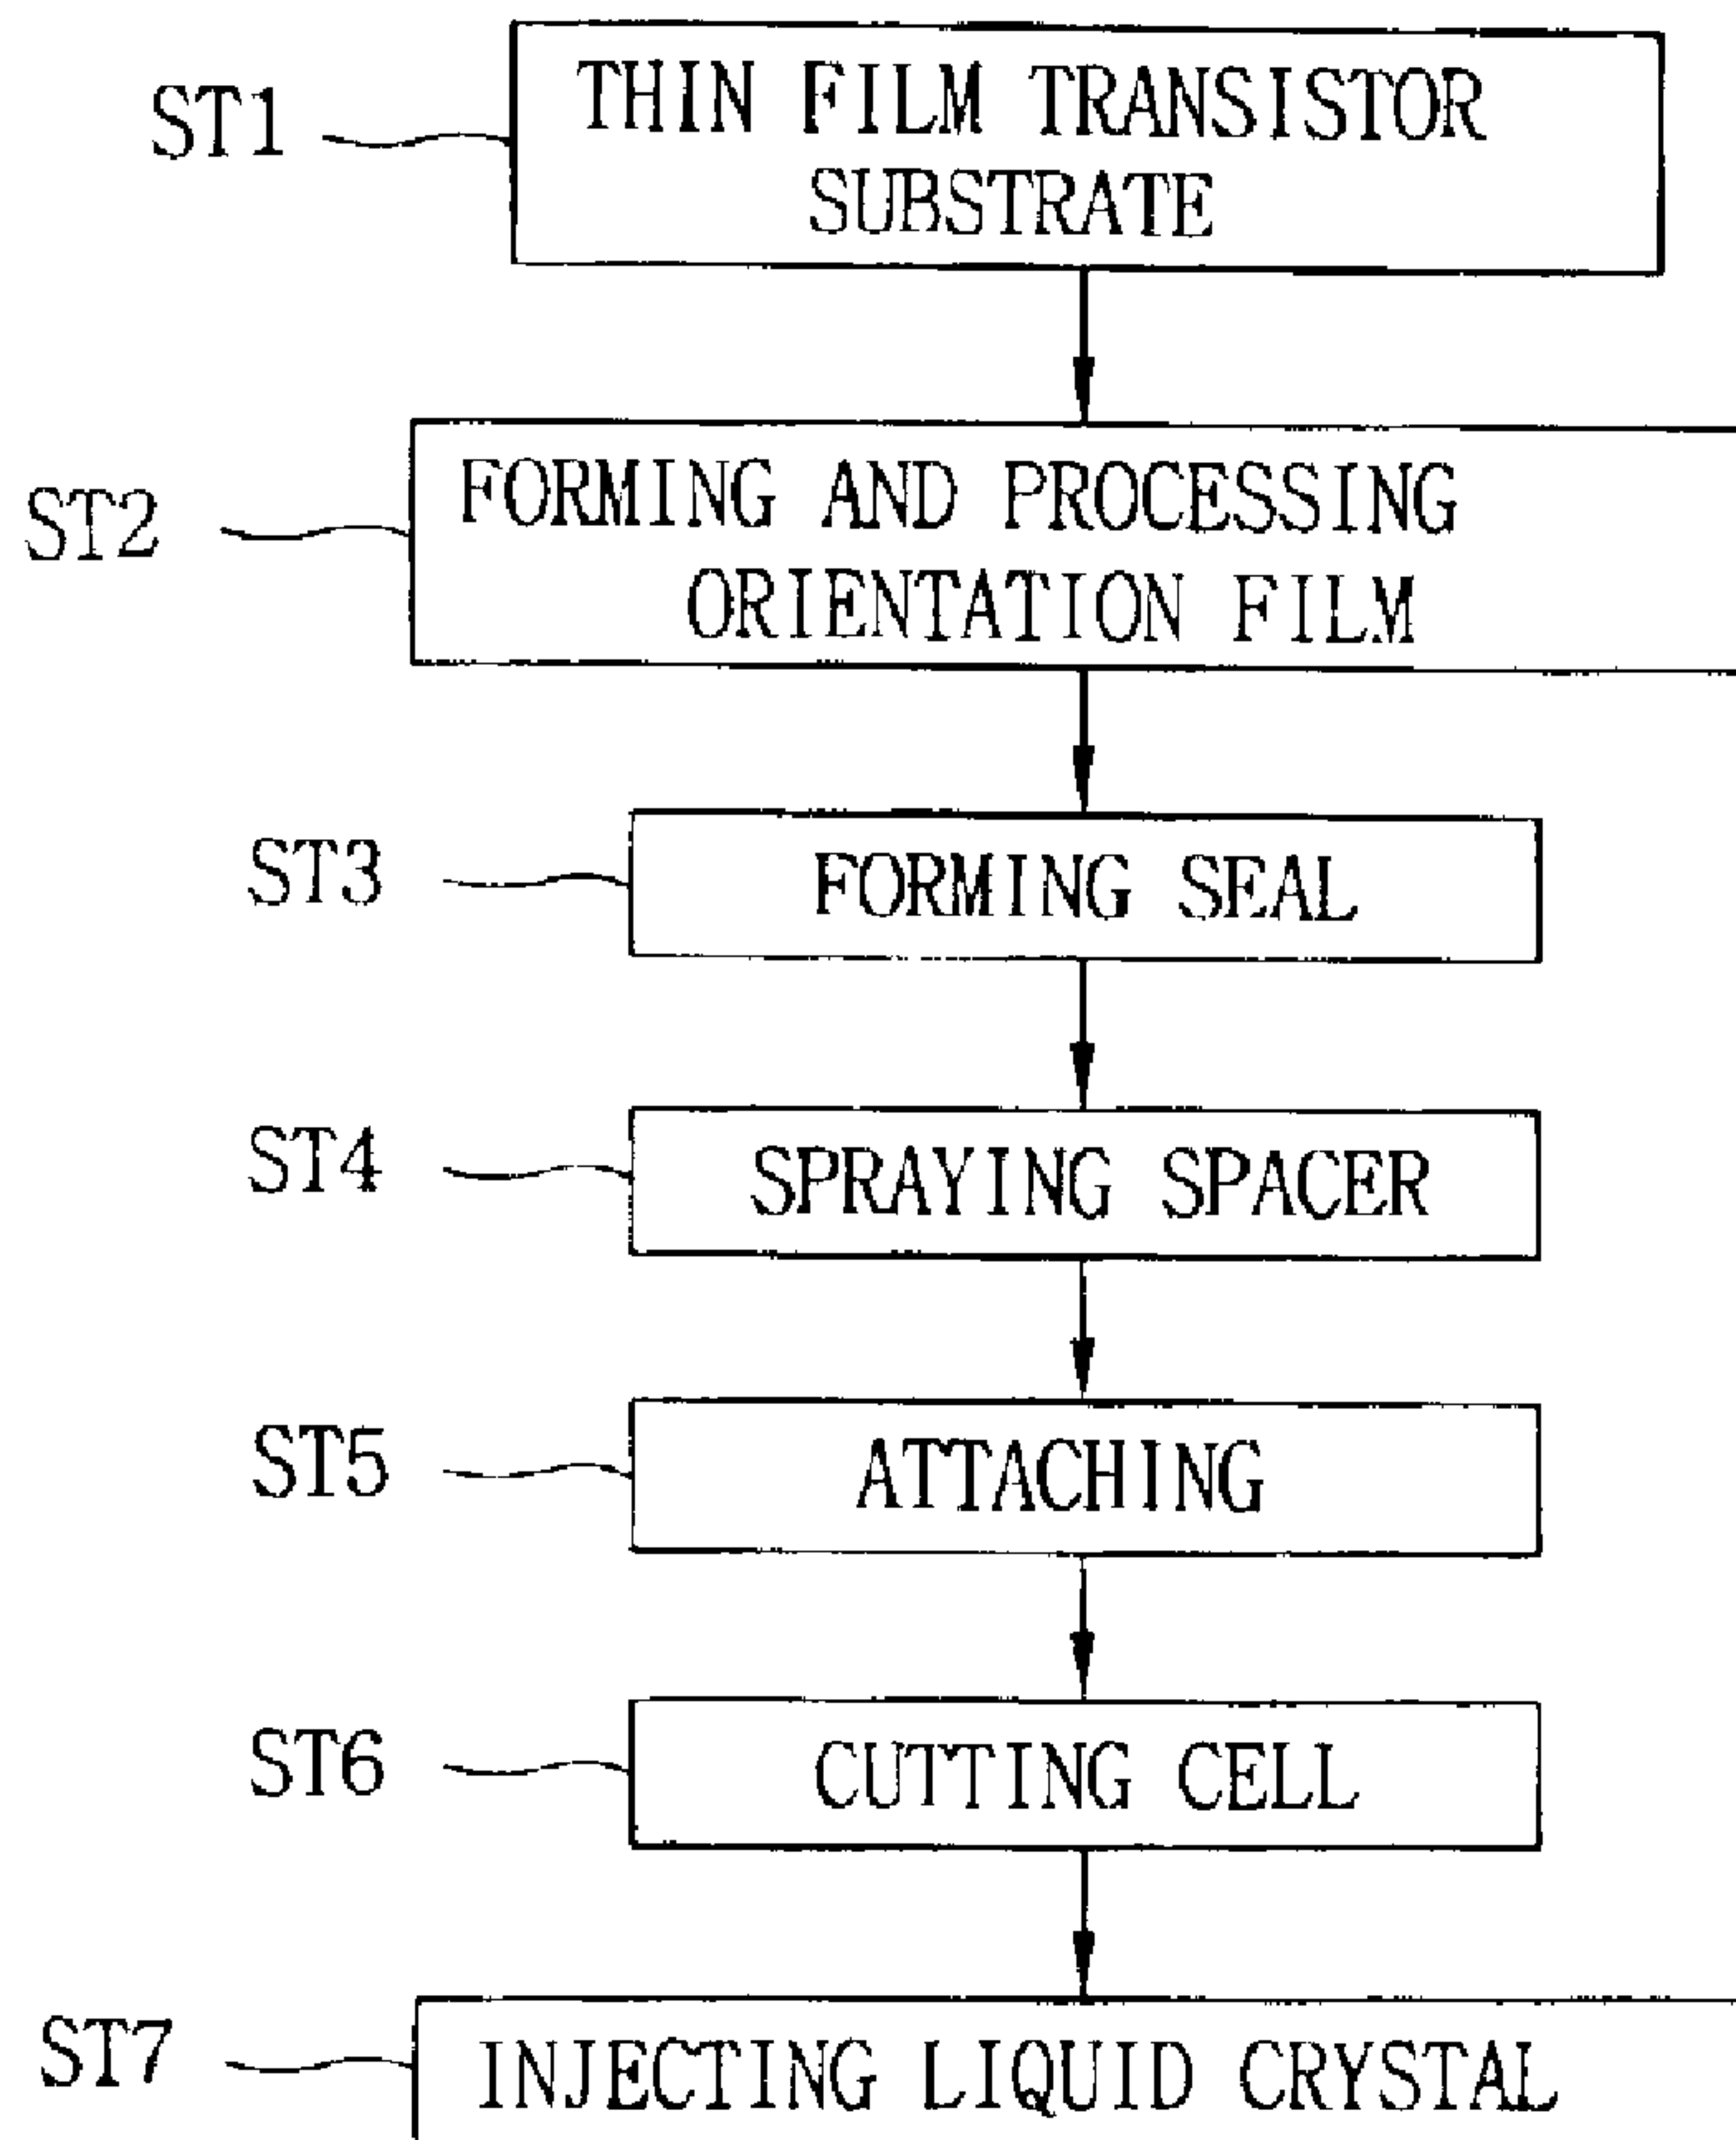 ST1
THIN FILM TRANSISTOR
SUBSTRATE
ST2
FORMING AND PROCESSING
ORIENTATION FILM
ST3
FORMING SEAL
ST4
SPRAYING SPACER
ST5
ATTACHING
ST6
CUTTING CELL
ST7
INJECTING LIQUID CRYSTAL